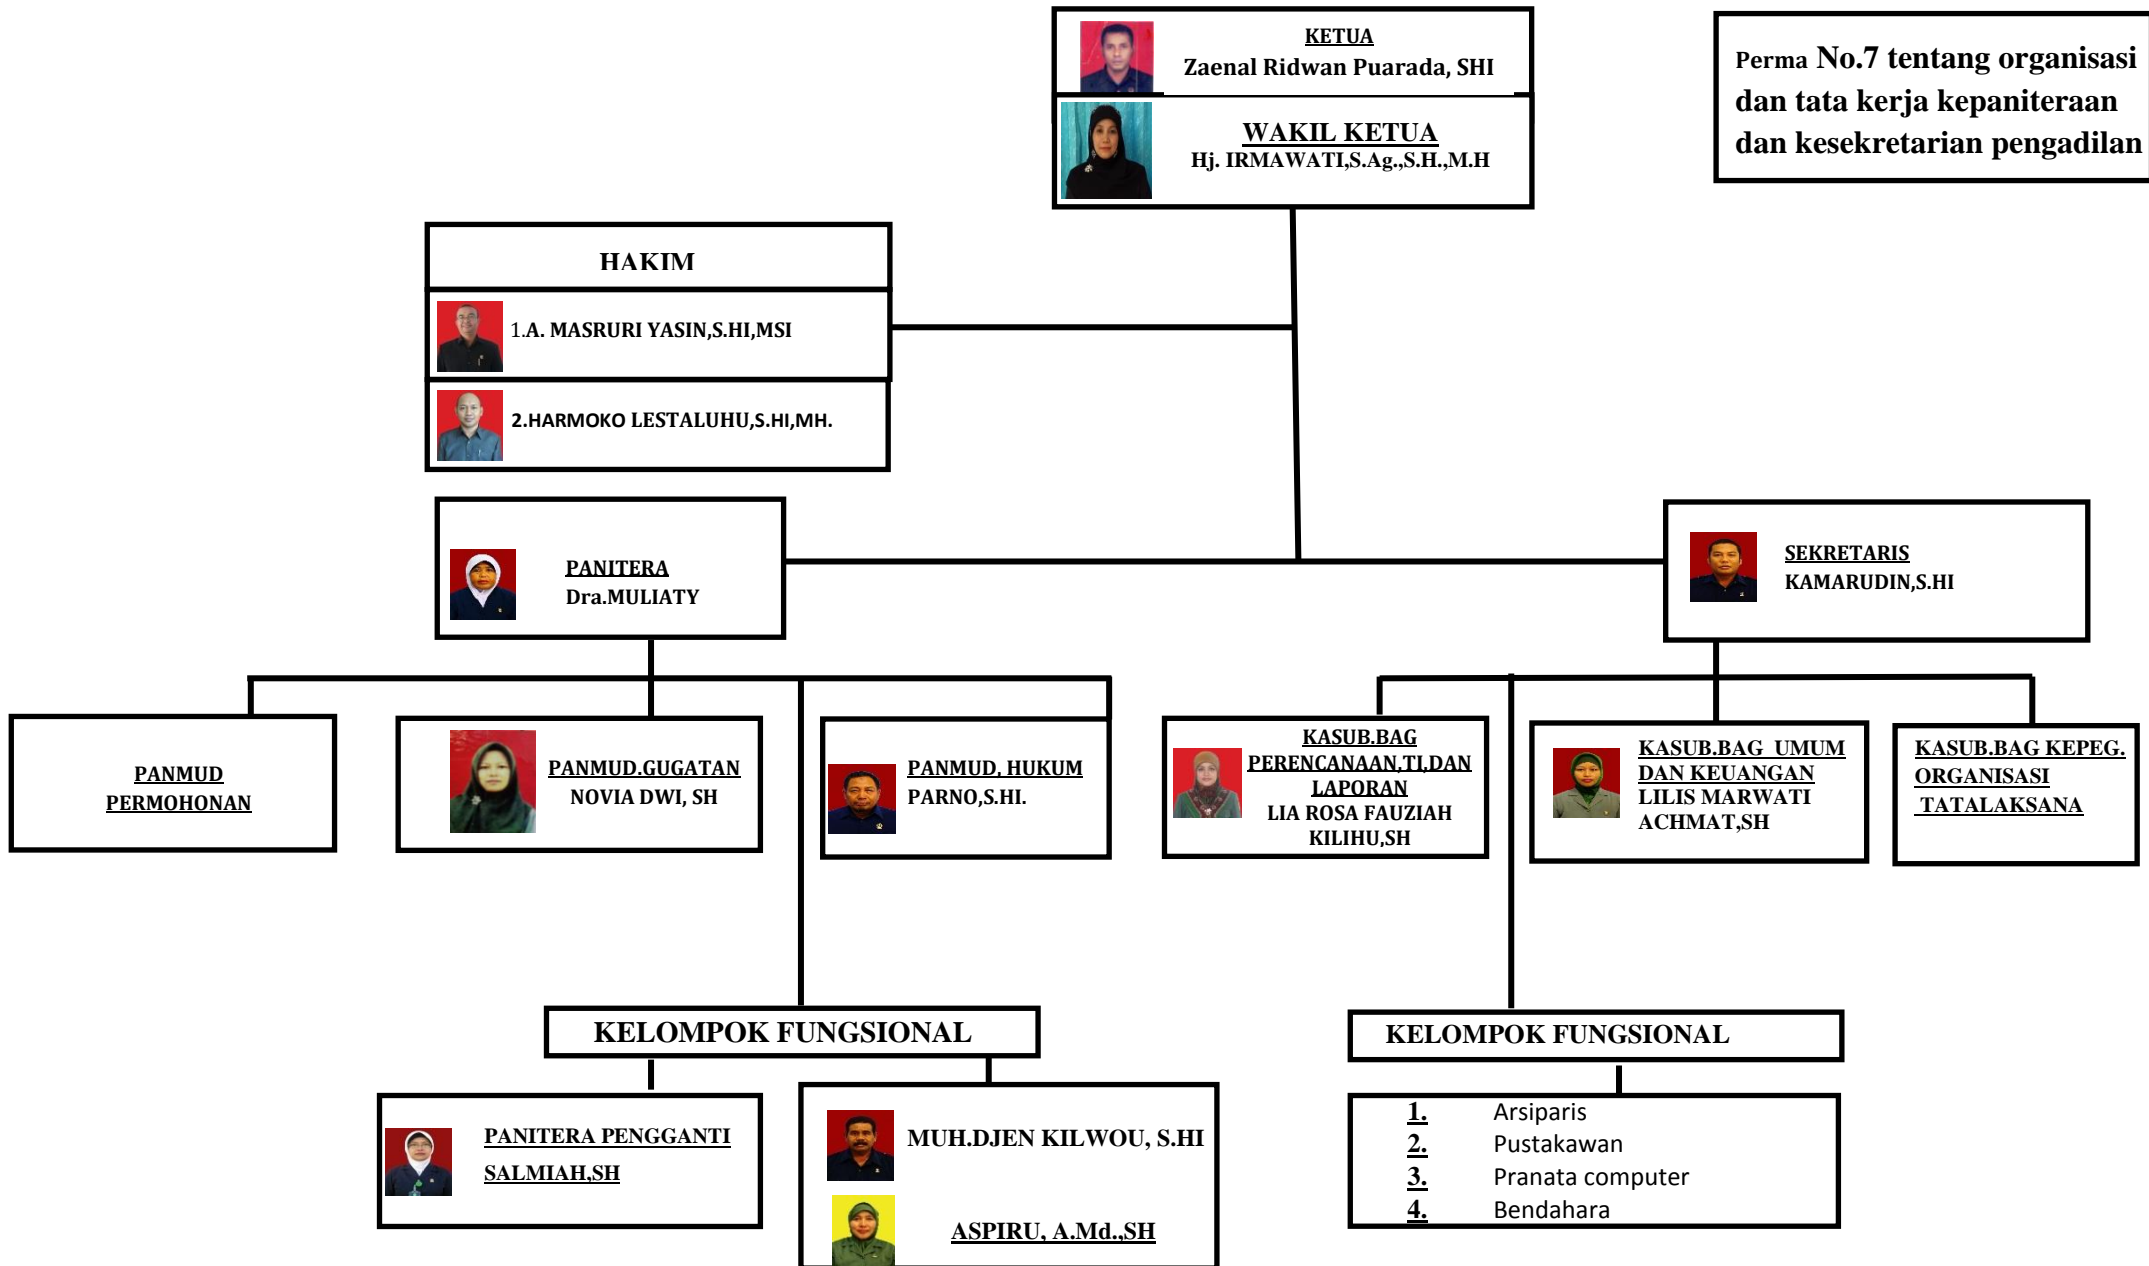 KETUA
Zaenal Ridwan Puarada, SHI
WAKIL KETUA
Hj. IRMAWATI,S.Ag.,S.H.,M.H
Perma No.7 tentang organisasi
dan tata kerja kepaniteraan
dan kesekretarian pengadilan
HAKIM
1.A. MASRURI YASIN,S.HI,MSI
2.HARMOKO LESTALUHU,S.HI,MH.
PANITERA
Dra.MULIATY
SEKRETARIS
KAMARUDIN,S.HI
PANMUD
PERMOHONAN
PANMUD.GUGATAN
NOVIA DWI, SH
PANMUD, HUKUM
PARNO,S.HI.
KASUB.BAG
PERENCANAAN,TI,DAN
LAPORAN
LIA ROSA FAUZIAH
KILIHU,SH
KASUB.BAG UMUM
DAN KEUANGAN
LILIS MARWATI
ACHMAT,SH
KASUB.BAG KEPEG.
ORGANISASI
TATALAKSANA
KELOMPOK FUNGSIONAL
PANITERA PENGGANTI
SALMIAH,SH
MUH.DJEN KILWOU, S.HI
ASPIRU, A.Md.,SH
KELOMPOK FUNGSIONAL
1. Arsiparis
2. Pustakawan
3. Pranata computer
4. Bendahara